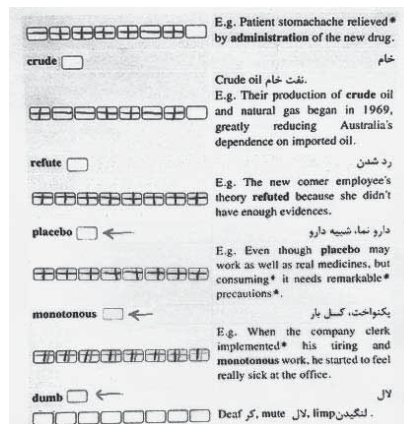 E.g. Patient stomachache relieved*
by administration of the new drug.
crude
خام
Crude oil نفت خام.
E.g. Their production of crude oil
and natural gas began in 1969,
greatly reducing Australia's
dependence on imported oil.
refute
رد شدن
E.g. The new comer employee's
theory refuted because she didn't
have enough evidences.
placebo
دارو نما، شبیه دارو
E.g. Even though placebo may
work as well as real medicines, but
consuming* it needs remarkable*
precautions*.
monotonous
یکنواخت، کسل بار
E.g. When the company clerk
implemented* his tiring and
monotonous work, he started to feel
really sick at the office.
dumb
لال
Deaf کر, mute لال, limp لنگیدن.